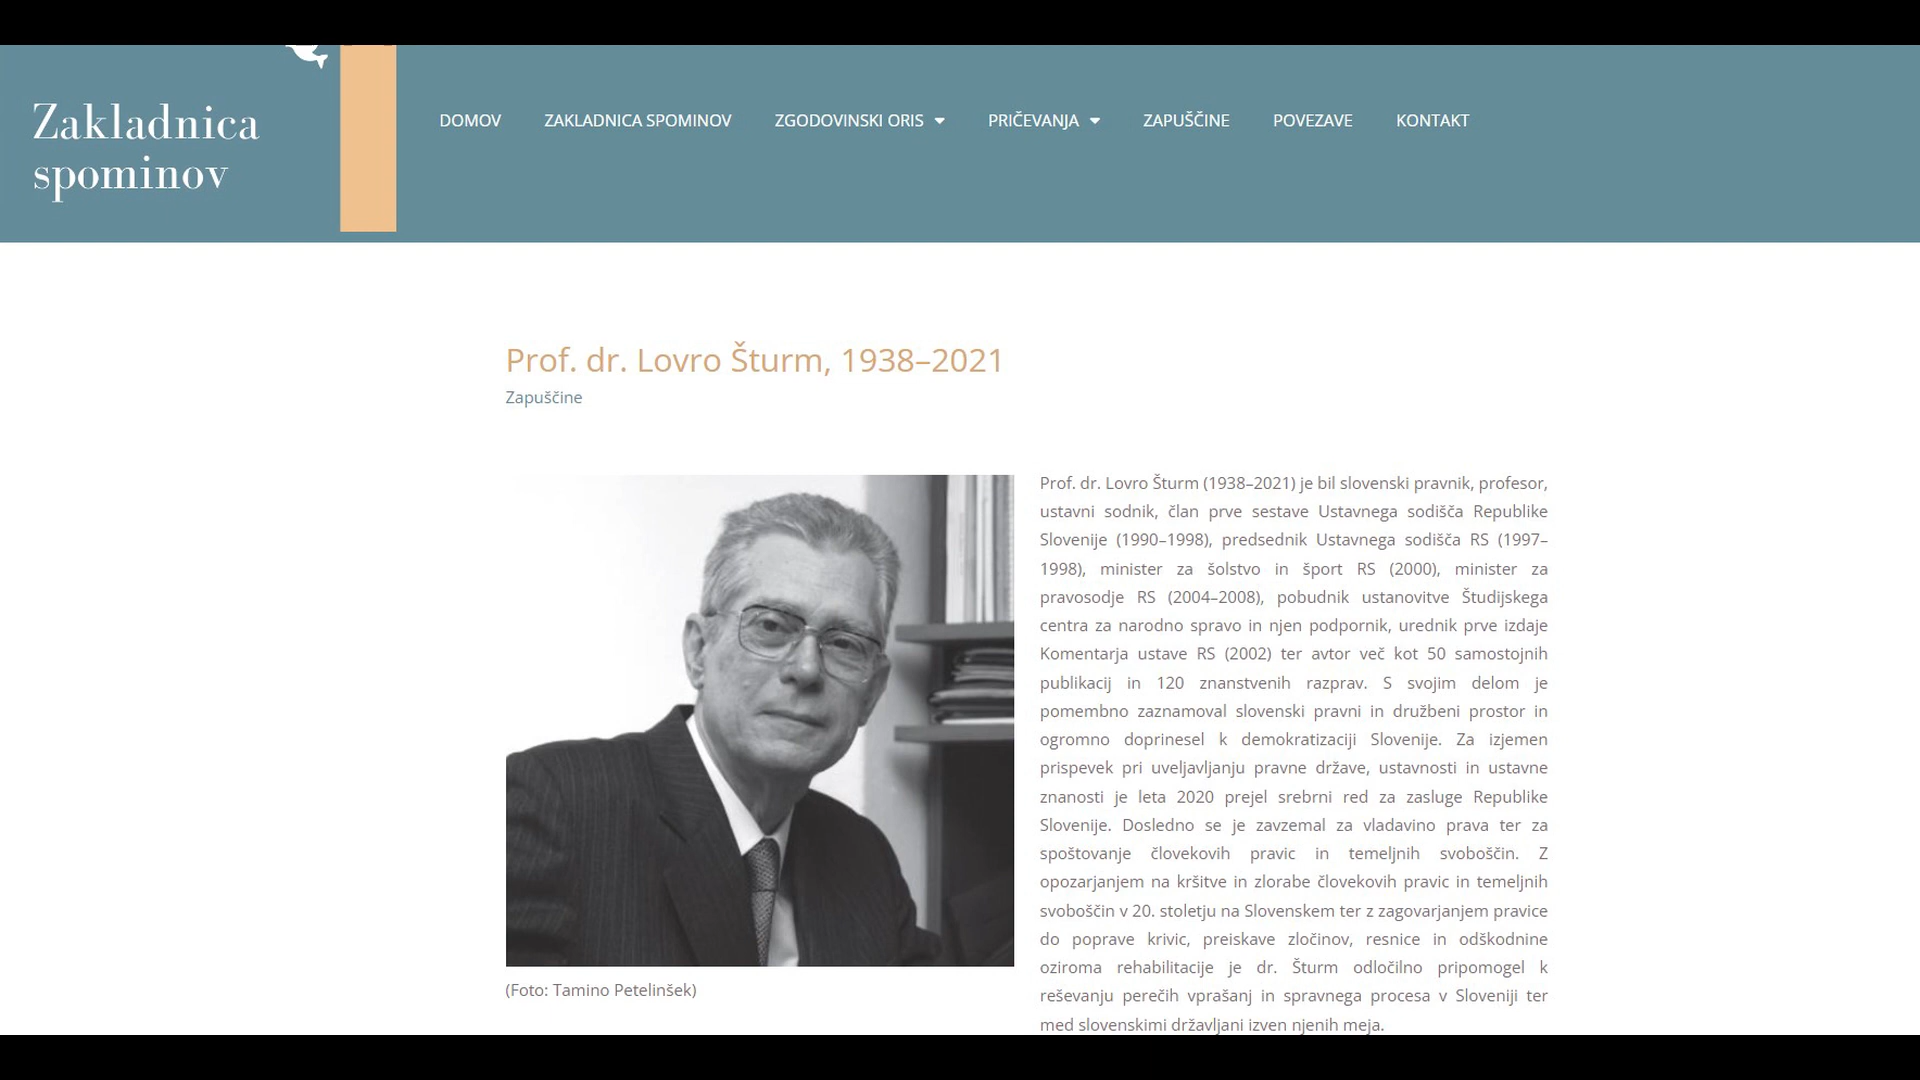 Zakladnica
spominov
DOMOV ZAKLADNICA SPOMINOV ZGODOVINSKI ORIS PRIČEVANJA ZAPUŠČINE POVEZAVE KONTAKT
Prof. dr. Lovro Šturm, 1938–2021
Zapuščine
Prof. dr. Lovro Šturm (1938–2021) je bil slovenski pravnik, profesor,
ustavni sodnik, član prve sestave Ustavnega sodišča Republike
Slovenije (1990–1998), predsednik Ustavnega sodišča RS (1997–
1998), minister za šolstvo in šport RS (2000), minister za
pravosodje RS (2004–2008), pobudnik ustanovitve Študijskega
centra za narodno spravo in njen podpornik, urednik prve izdaje
Komentarja ustave RS (2002) ter avtor več kot 50 samostojnih
publikacij in 120 znanstvenih razprav. S svojim delom je
pomembno zaznamoval slovenski pravni in družbeni prostor in
ogromno doprinesel k demokratizaciji Slovenije. Za izjemen
prispevek pri uveljavljanju pravne države, ustavnosti in ustavne
znanosti je leta 2020 prejel srebrni red za zasluge Republike
Slovenije. Dosledno se je zavzemal za vladavino prava ter za
spoštovanje človekovih pravic in temeljnih svoboščin. Z
opozarjanjem na kršitve in zlorabe človekovih pravic in temeljnih
svoboščin v 20. stoletju na Slovenskem ter z zagovarjanjem pravice
do poprave krivic, preiskave zločinov, resnice in odškodnine
oziroma rehabilitacije je dr. Šturm odločilno pripomogel k
reševanju perečih vprašanj in spravnega procesa v Sloveniji ter
med slovenskimi državljani izven njenih meja.
(Foto: Tamino Petelinšek)